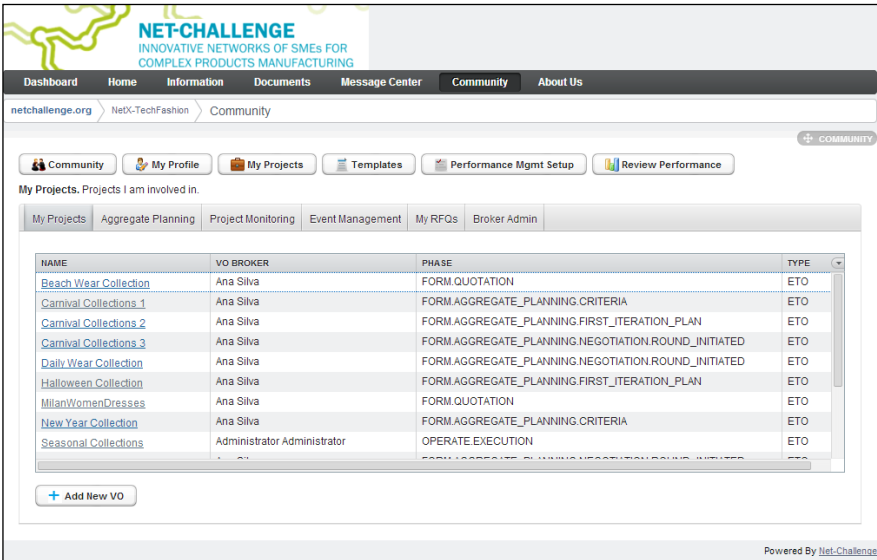 NET-CHALLENGE
INNOVATIVE NETWORKS OF SMEs FOR
COMPLEX PRODUCTS MANUFACTURING
Dashboard Home Information Documents Message Center Community About Us
netchallenge.org NetX-TechFashion Community
COMMUNITY
Community My Profile My Projects Templates Performance Mgmt Setup Review Performance
My Projects. Projects I am involved in.
My Projects Aggregate Planning Project Monitoring Event Management My RFQs Broker Admin
NAME VO BROKER PHASE TYPE
Beach Wear Collection Ana Silva FORM.QUOTATION ETO
Carnival Collections 1 Ana Silva FORM.AGGREGATE_PLANNING.CRITERIA ETO
Carnival Collections 2 Ana Silva FORM.AGGREGATE_PLANNING.FIRST_ITERATION_PLAN ETO
Carnival Collections 3 Ana Silva FORM.AGGREGATE_PLANNING.NEGOTIATION.ROUND_INITIATED ETO
Daily Wear Collection Ana Silva FORM.AGGREGATE_PLANNING.NEGOTIATION.ROUND_INITIATED ETO
Halloween Collection Ana Silva FORM.AGGREGATE_PLANNING.FIRST_ITERATION_PLAN ETO
MilanWomenDresses Ana Silva FORM.QUOTATION ETO
New Year Collection Ana Silva FORM.AGGREGATE_PLANNING.CRITERIA ETO
Seasonal Collections Administrator Administrator OPERATE.EXECUTION ETO
Add New VO
Powered By Net-Challenge